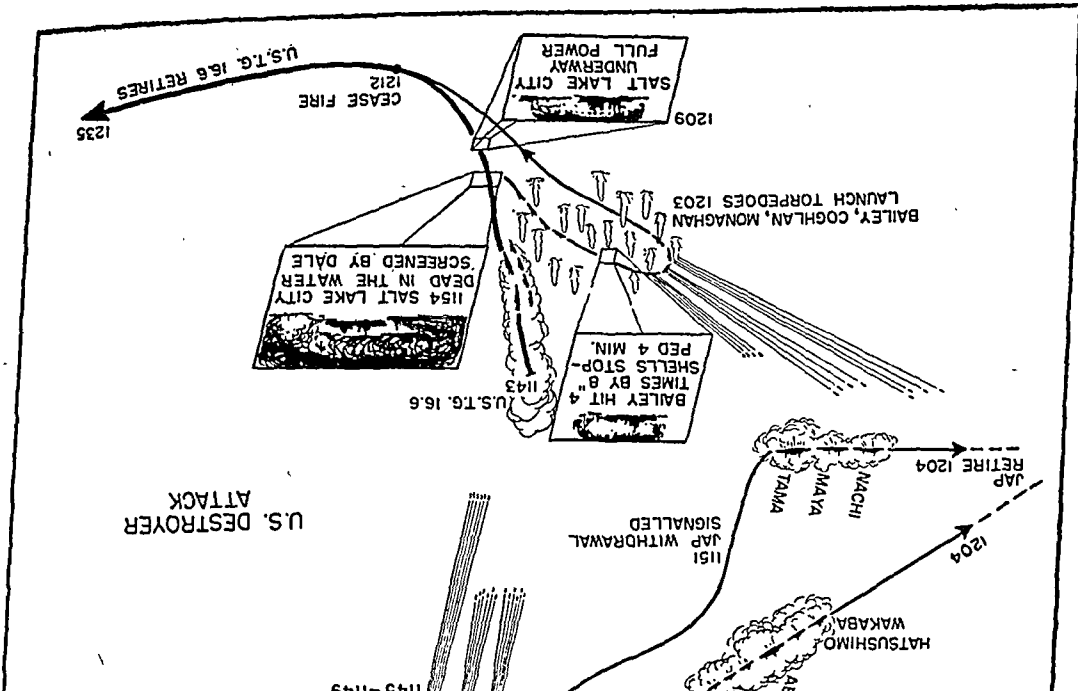 1145-1149
HATSUSHIMO
WAKABA
1204
1151
JAP WITHDRAWAL
SIGNALLED
U.S. DESTROYER
ATTACK
JAP
RETIRE 1204
NACHI
MAYA
TAMA
U.S.T.G. 16.6
1143
BAILEY HIT 4
TIMES BY 8"
SHELLS STOP-
PED 4 MIN.
1154 SALT LAKE CITY
DEAD IN THE WATER
SCREENED BY DALE
BAILEY, COGHLAN, MONAGHAN
LAUNCH TORPEDOES 1203
1209
SALT LAKE CITY
UNDERWAY
FULL POWER
CEASE FIRE
1212
U.S.T.G. 16.6 RETIRES
1235